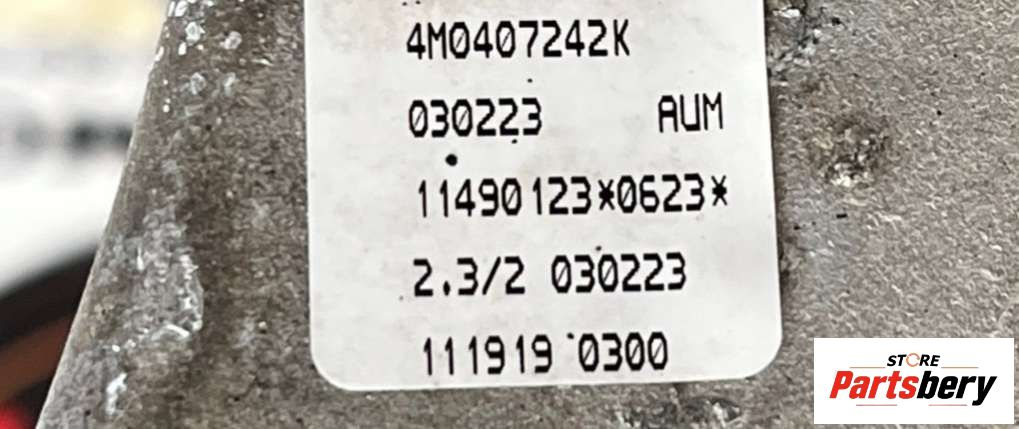 4M0407242K
030223 AUM
11490123*0623*
2.3/2 030223
111919 0300
STORE
Partsbery